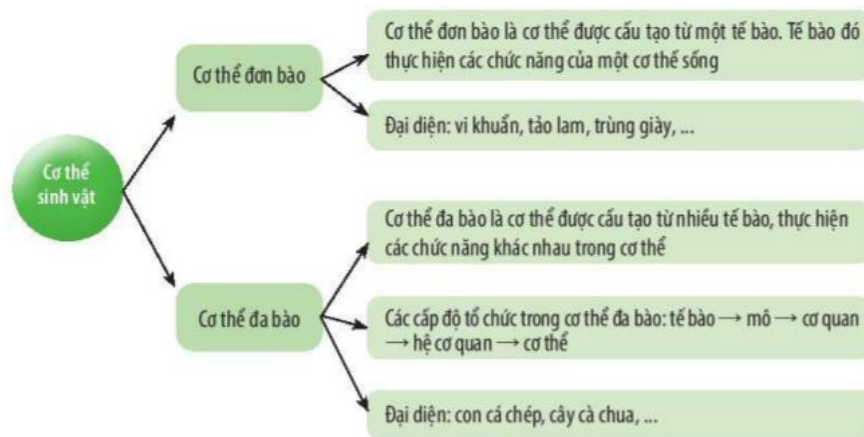 Cơ thể
sinh vật
Cơ thể đơn bào
Cơ thể đơn bào là cơ thể được cấu tạo từ một tế bào. Tế bào đó
thực hiện các chức năng của một cơ thể sống
Đại diện: vi khuẩn, tảo lam, trùng giày, ...
Cơ thể đa bào
Cơ thể đa bào là cơ thể được cấu tạo từ nhiều tế bào, thực hiện
các chức năng khác nhau trong cơ thể
Các cấp độ tổ chức trong cơ thể đa bào: tế bào → mô → cơ quan
→ hệ cơ quan → cơ thể
Đại diện: con cá chép, cây cà chua, ...